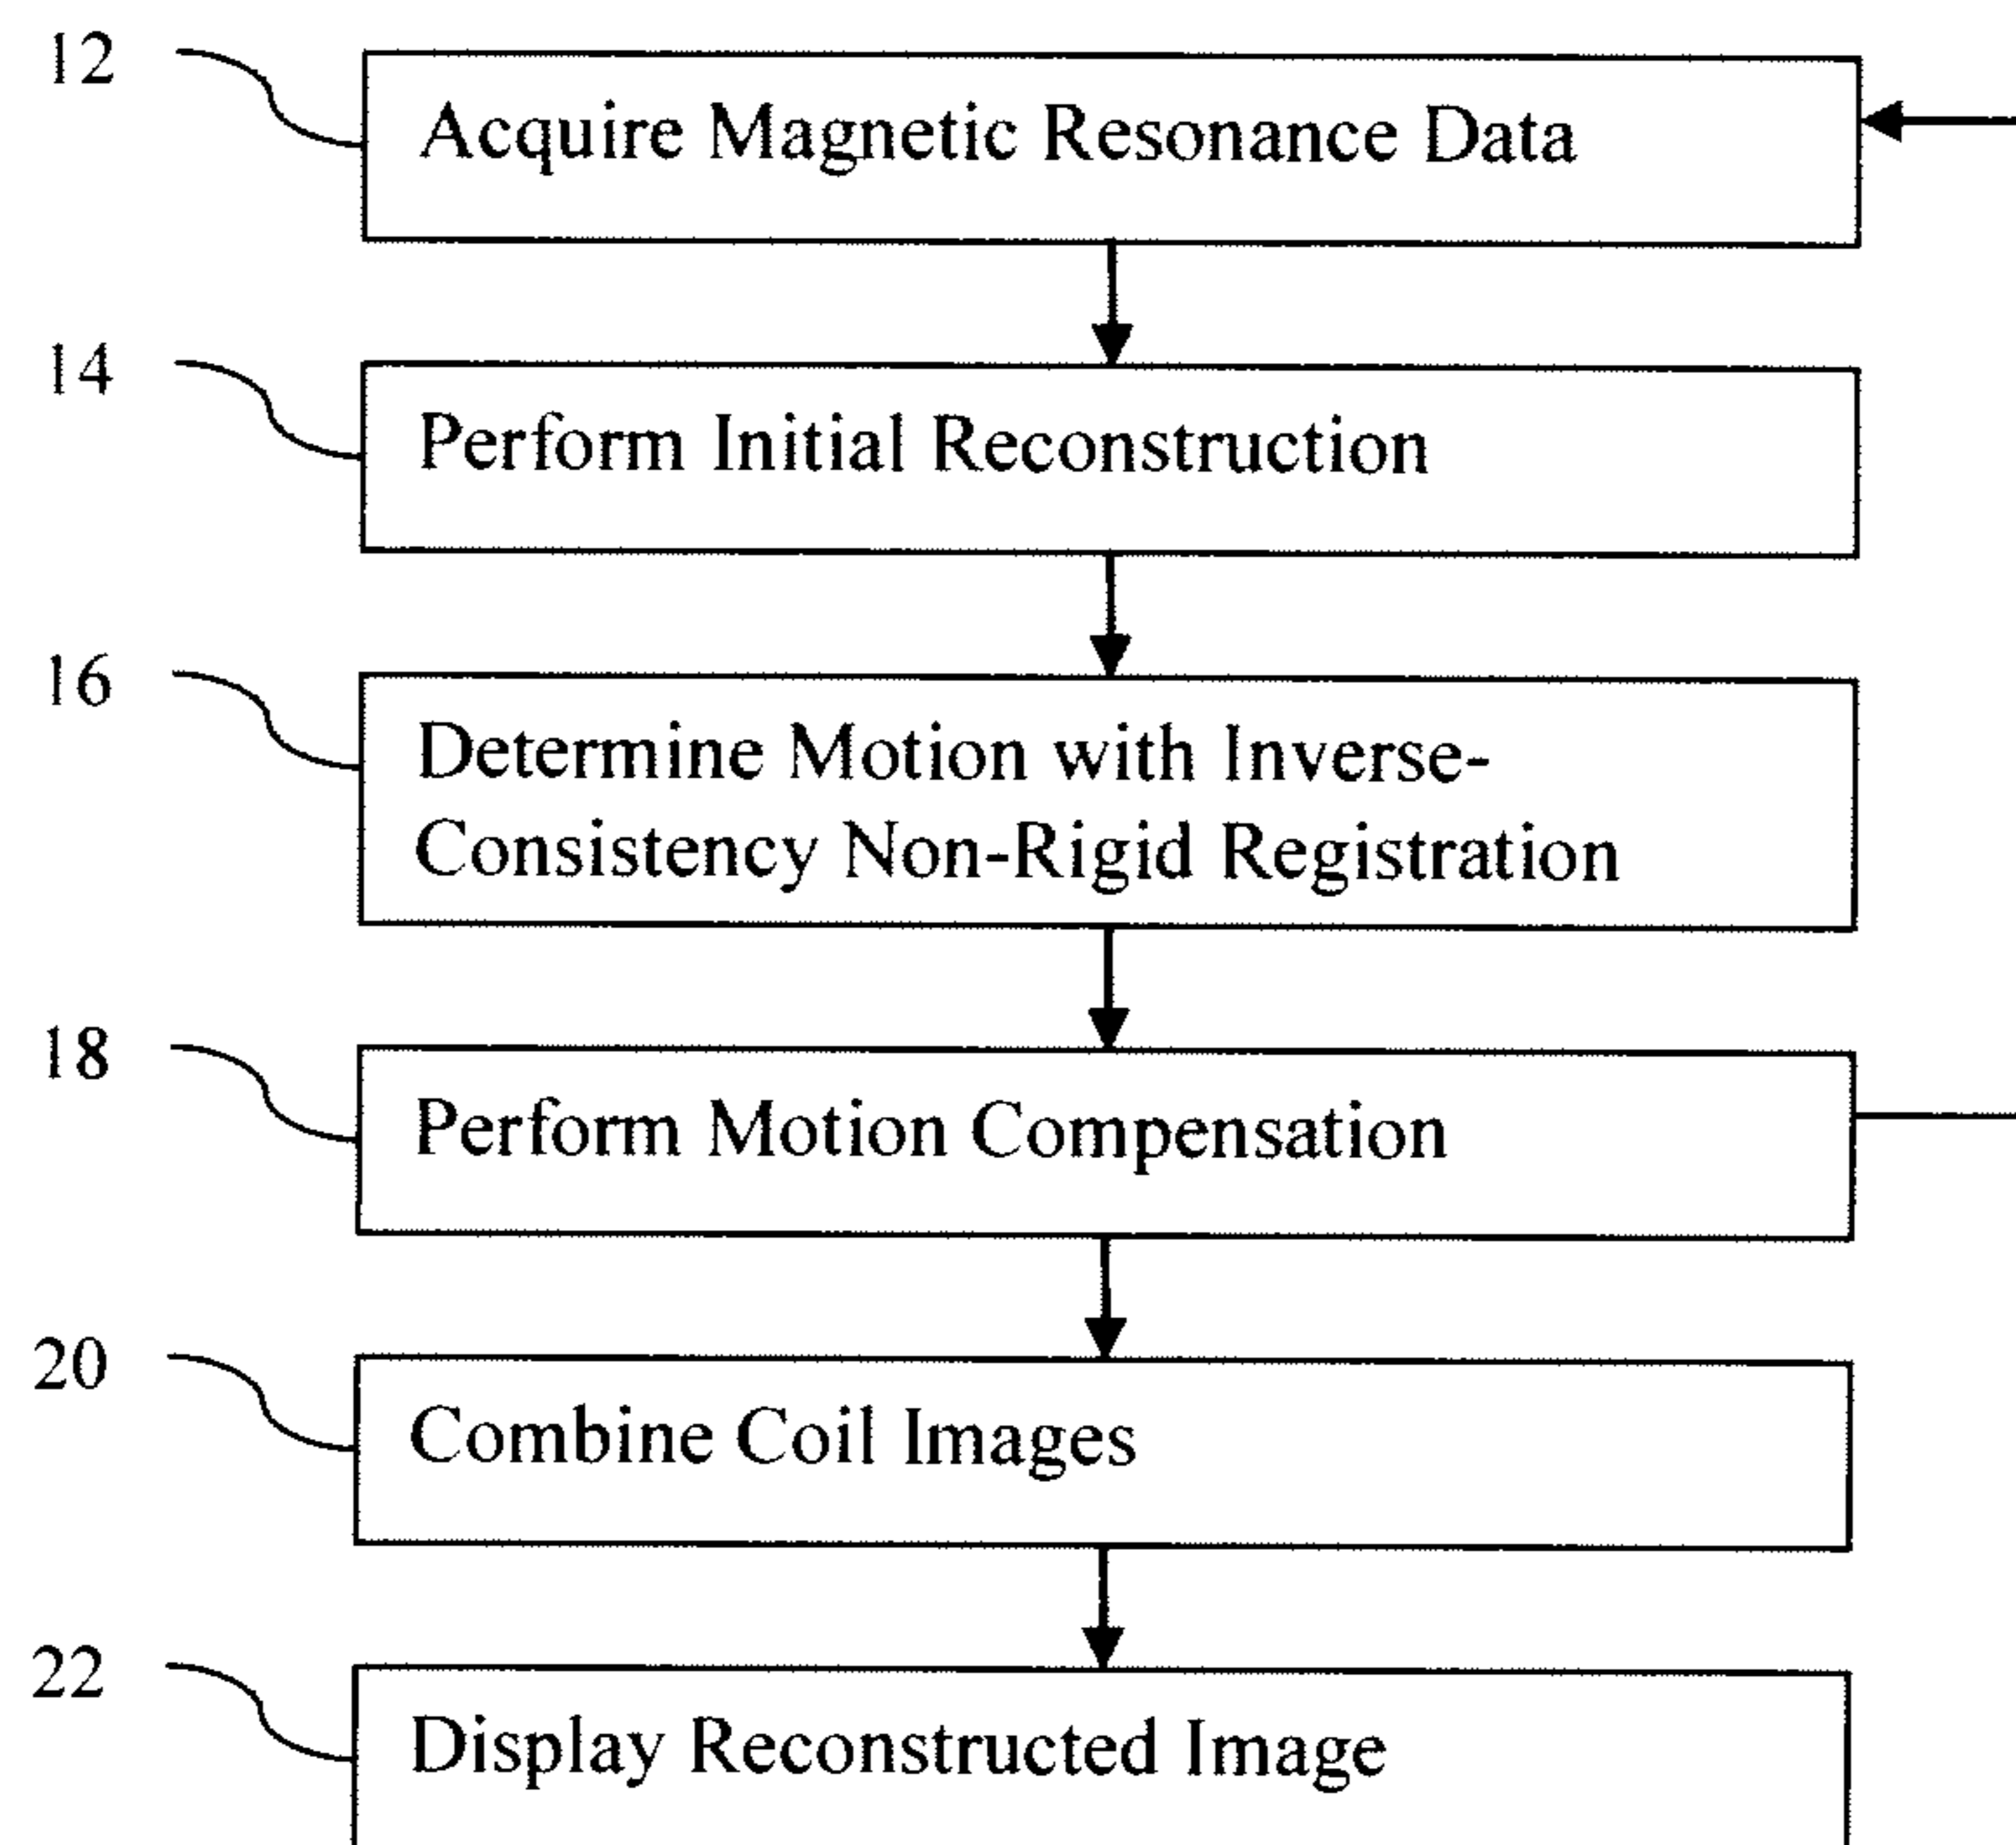 12
Acquire Magnetic Resonance Data
14
Perform Initial Reconstruction
16
Determine Motion with Inverse-
Consistency Non-Rigid Registration
18
Perform Motion Compensation
20
Combine Coil Images
22
Display Reconstructed Image